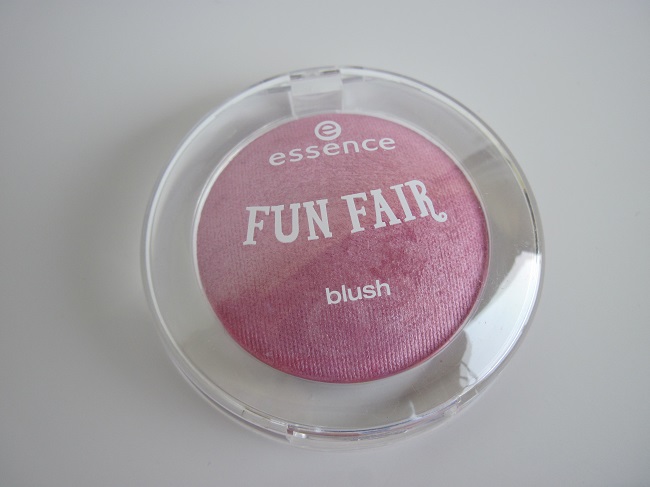 e
essence
FUN FAIR
blush